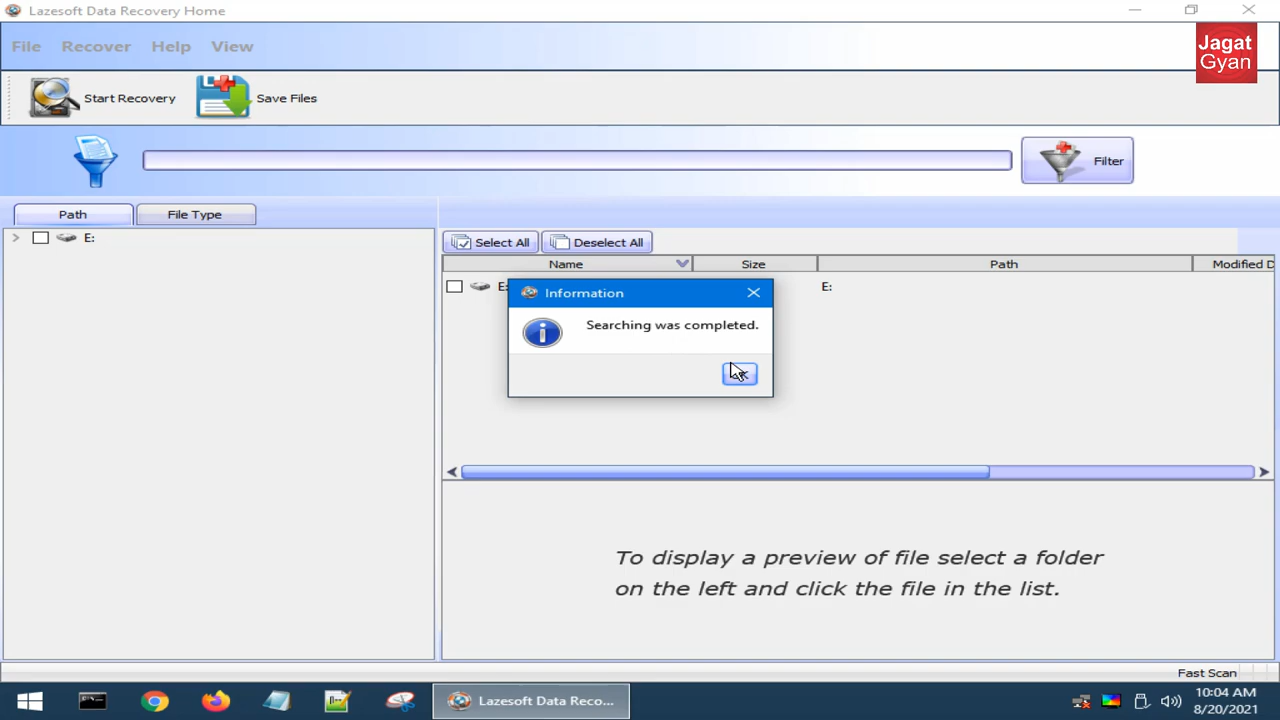 Lazesoft Data Recovery Home
File Recover Help View
Jagat
Gyan
Start Recovery Save Files
Filter
Path File Type
E:
Select All Deselect All
Name Size Path Modified D
E: E:
Information
Searching was completed.
To display a preview of file select a folder
on the left and click the file in the list.
Fast Scan
Lazesoft Data Reco...
10:04 AM
8/20/2021